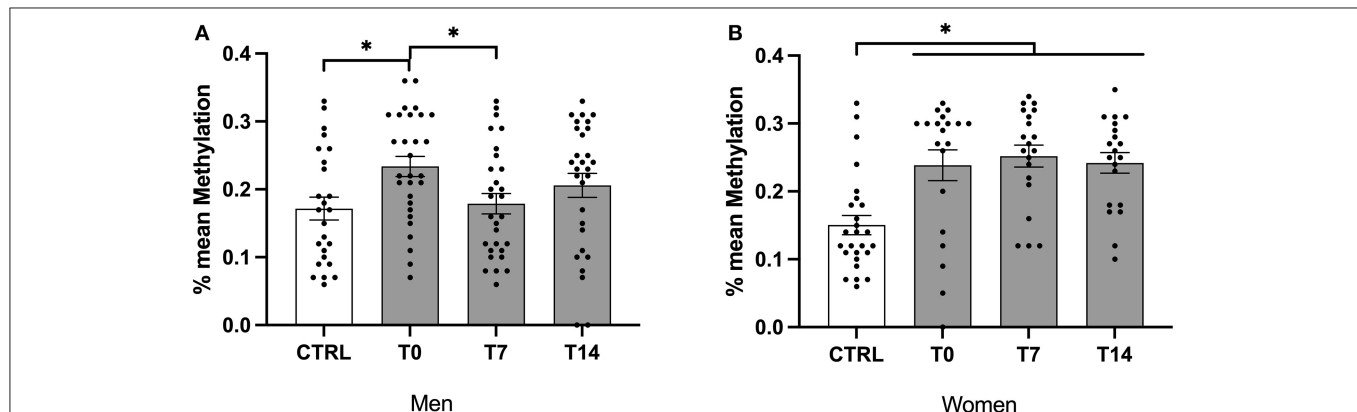 A
* *
% mean Methylation
0.4
0.3
0.2
0.1
0.0
CTRL T0 T7 T14
Men
B
*
% mean Methylation
0.4
0.3
0.2
0.1
0.0
CTRL T0 T7 T14
Women